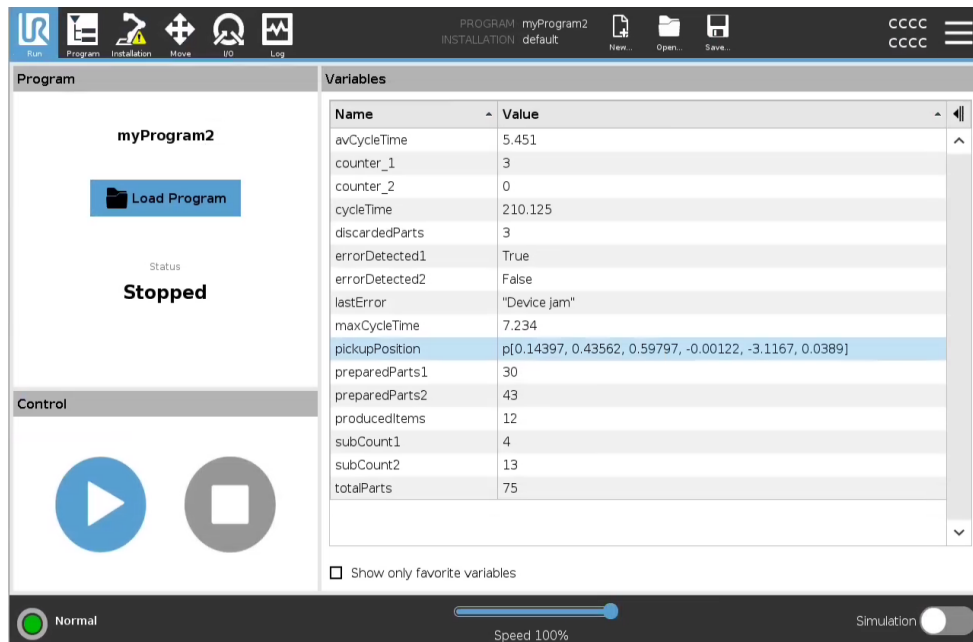 UR
Run
Program
Installation
Move
I/O
Log
PROGRAM myProgram2
INSTALLATION default
New...
Open...
Save...
CCCC
CCCC
Program
myProgram2
Load Program
Status
Stopped
Control
Variables
Name Value
avCycleTime 5.451
counter_1 3
counter_2 0
cycleTime 210.125
discardedParts 3
errorDetected1 True
errorDetected2 False
lastError "Device jam"
maxCycleTime 7.234
pickupPosition p[0.14397, 0.43562, 0.59797, -0.00122, -3.1167, 0.0389]
preparedParts1 30
preparedParts2 43
producedItems 12
subCount1 4
subCount2 13
totalParts 75
Show only favorite variables
Normal
Speed 100%
Simulation